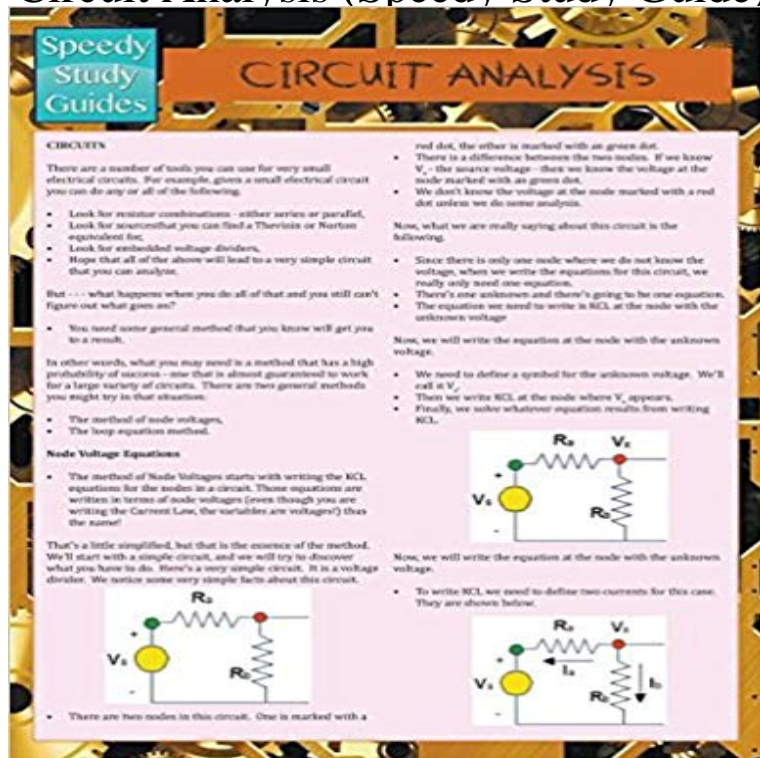 Circuit Analysis (Speedy Study Guide)
Speedy
Study
Guides
CIRCUIT ANALYSIS
CIRCUITS
There are a number of tools you can use for very small
electrical circuits. For example, given a small electrical circuit
you can do any or all of the following.
• Look for resistor combinations - either series or parallel,
• Look for sourcesthat you can find a Thevinin or Norton
equivalent for,
• Look for embedded voltage dividers,
• Hope that all of the above will lead to a very simple circuit
that you can analyze.
But - - - what happens when you do all of that and you still can't
figure out what goes on?
• You need some general method that you know will get you
to a result.
In other words, what you may need is a method that has a high
probability of success - one that is almost guaranteed to work
for a large variety of circuits. There are two general methods
you might try in that situation:
• The method of node voltages,
• The loop equation method.
Node Voltage Equations
• The method of Node Voltages starts with writing the KCL
equations for the nodes in a circuit. Those equations are
written in terms of node voltages (even though you are
writing the Current Law, the variables are voltages!) thus
the name!
That's a little simplified, but that is the essence of the method.
We'll start with a simple circuit, and we will try to discover
what you have to do. Here's a very simple circuit. It is a voltage
divider. We notice some very simple facts about this circuit.
Ra
+
Vs
Rb
-
• There are two nodes in this circuit. One is marked with a
red dot, the other is marked with an green dot.
• There is a difference between the two nodes. If we know
Vs - the source voltage - then we know the voltage at the
node marked with an green dot.
• We don't know the voltage at the node marked with a red
dot unless we do some analysis.
Now, what we are really saying about this circuit is the
following.
• Since there is only one node where we do not know the
voltage, when we write the equations for this circuit, we
really only need one equation.
• There's one unknown and there's going to be one equation.
• The equation we need to write is KCL at the node with the
unknown voltage
Now, we will write the equation at the node with the unknown
voltage.
• We need to define a symbol for the unknown voltage. We'll
call it Vx.
• Then we write KCL at the node where Vx appears.
• Finally, we solve whatever equation results from writing
KCL.
Ra Vx
+
Vs
Rb
-
Now, we will write the equation at the node with the unknown
voltage.
• To write KCL we need to define two currents for this case.
They are shown below.
Ra Vx
+
Ia
Vs
Rb Ib
-